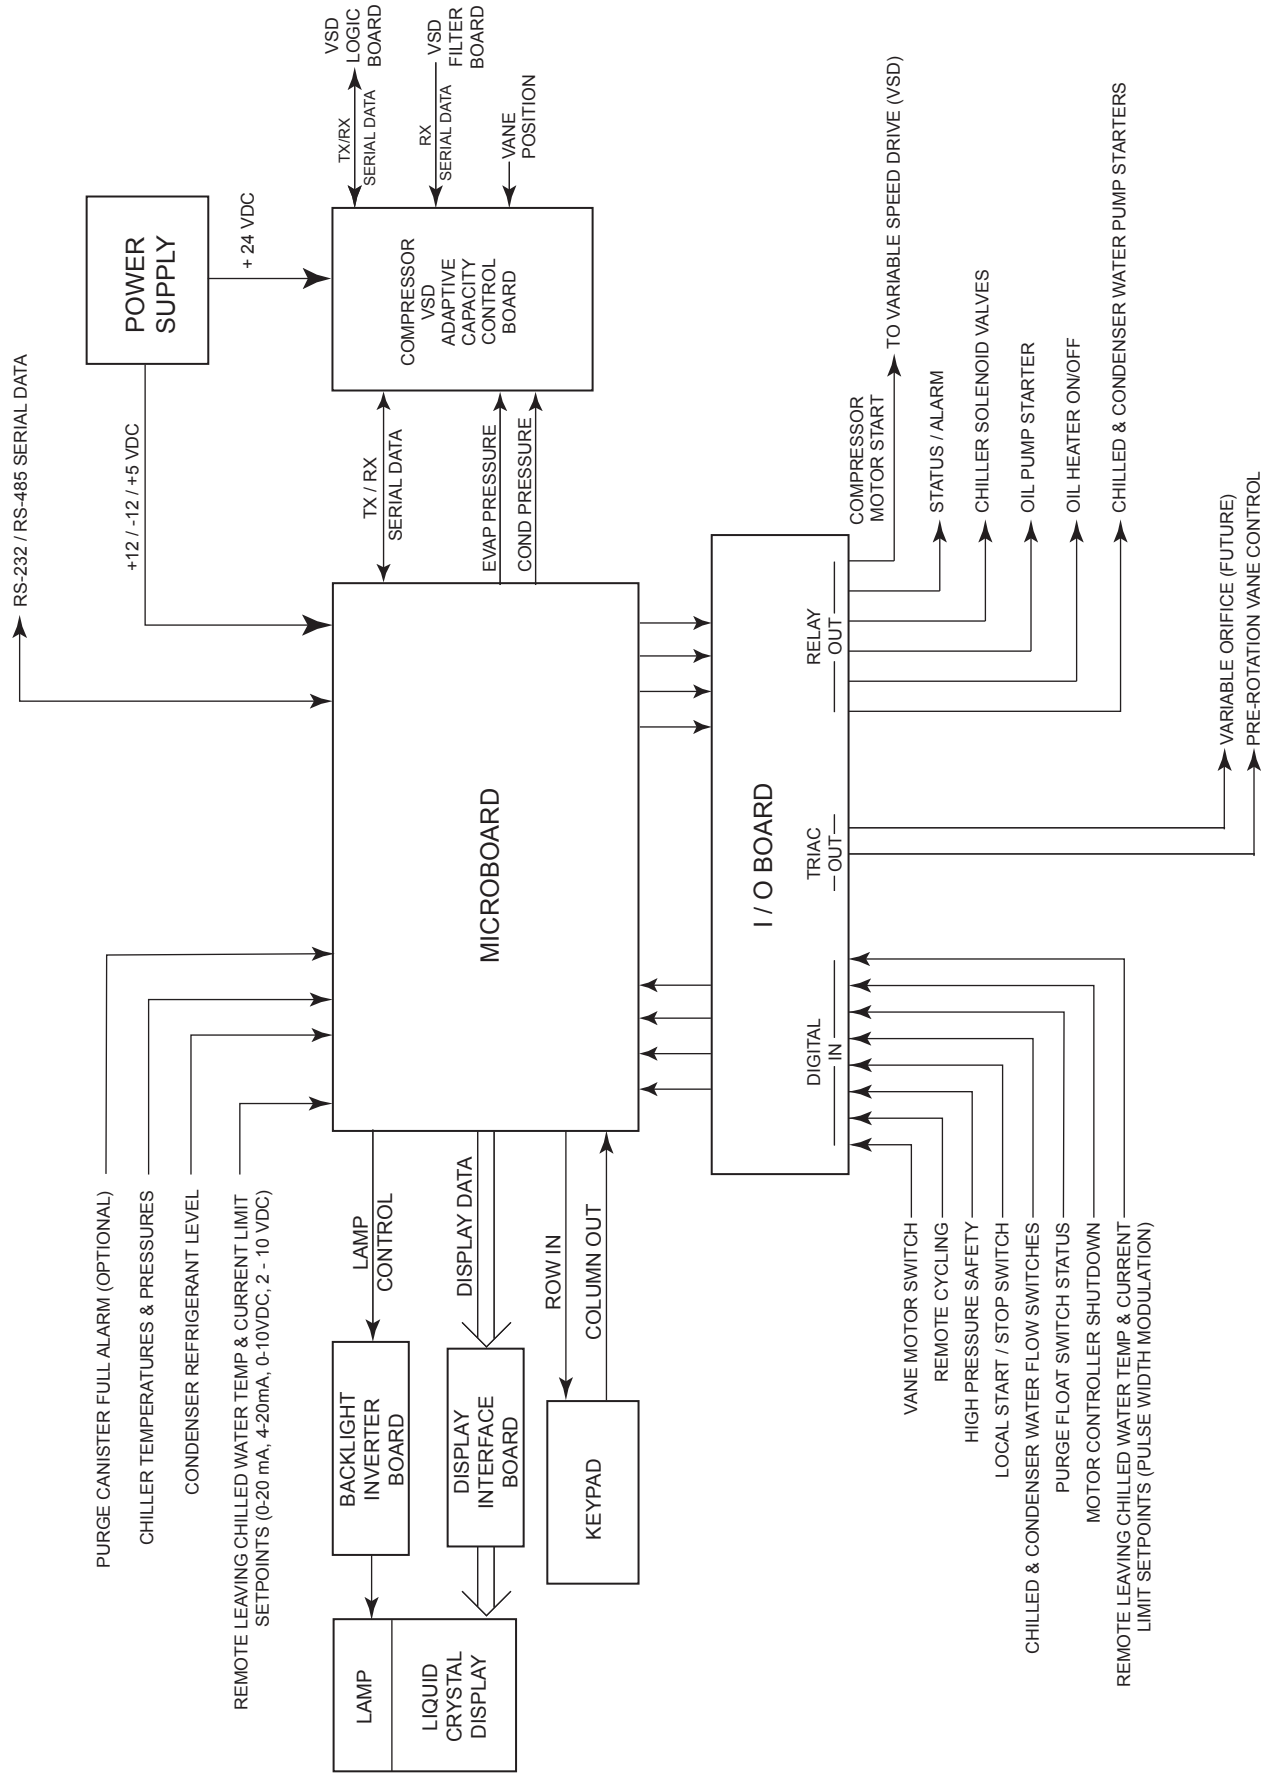 RS-232 / RS-485 SERIAL DATA
PURGE CANISTER FULL ALARM (OPTIONAL)
CHILLER TEMPERATURES & PRESSURES
CONDENSER REFRIGERANT LEVEL
REMOTE LEAVING CHILLED WATER TEMP & CURRENT LIMIT
SETPOINTS (0-20 mA, 4-20mA, 0-10VDC, 2 - 10 VDC)
+12 / -12 / +5 VDC
POWER
SUPPLY
+ 24 VDC
LAMP
LIQUID
CRYSTAL
DISPLAY
BACKLIGHT
INVERTER
BOARD
DISPLAY
INTERFACE
BOARD
KEYPAD
LAMP
CONTROL
DISPLAY DATA
ROW IN
COLUMN OUT
MICROBOARD
TX / RX
SERIAL DATA
EVAP PRESSURE
COND PRESSURE
COMPRESSOR
VSD
ADAPTIVE
CAPACITY
CONTROL
BOARD
TX/RX
SERIAL DATA
VSD
LOGIC
BOARD
RX
SERIAL DATA
VSD
FILTER
BOARD
VANE
POSITION
I / O BOARD
DIGITAL
IN
TRIAC
OUT
RELAY
OUT
VANE MOTOR SWITCH
REMOTE CYCLING
HIGH PRESSURE SAFETY
LOCAL START / STOP SWITCH
CHILLED & CONDENSER WATER FLOW SWITCHES
PURGE FLOAT SWITCH STATUS
MOTOR CONTROLLER SHUTDOWN
REMOTE LEAVING CHILLED WATER TEMP & CURRENT
LIMIT SETPOINTS (PULSE WIDTH MODULATION)
COMPRESSOR
MOTOR START
TO VARIABLE SPEED DRIVE (VSD)
STATUS / ALARM
CHILLER SOLENOID VALVES
OIL PUMP STARTER
OIL HEATER ON/OFF
CHILLED & CONDENSER WATER PUMP STARTERS
VARIABLE ORIFICE (FUTURE)
PRE-ROTATION VANE CONTROL